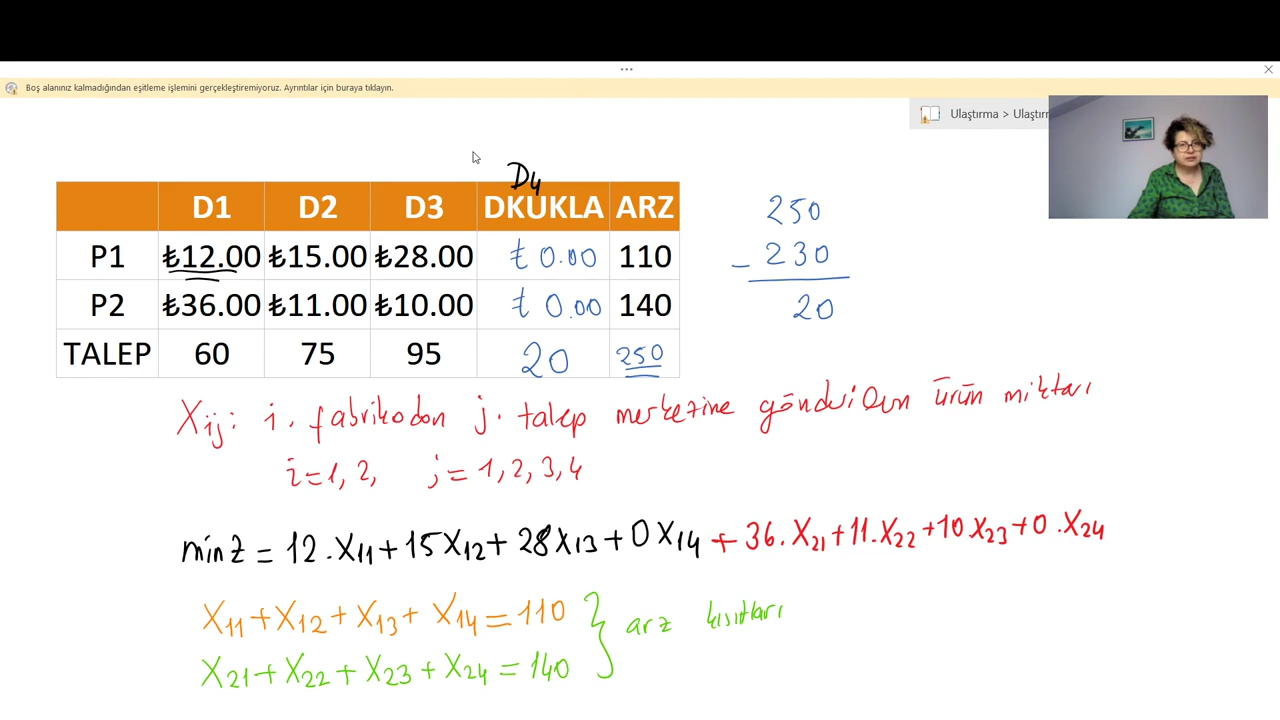 Boş alanınız kalmadığından eşitleme işlemini gerçekleştiremiyoruz. Ayrıntılar için buraya tıklayın.
Ulaştırma > Ulaştırm
D4
D1 D2 D3 DKUKLA ARZ
P1 ₺12.00 ₺15.00 ₺28.00 ₺ 0.00 110
P2 ₺36.00 ₺11.00 ₺10.00 ₺ 0.00 140
TALEP 60 75 95 20 250
250
- 230
20
Xij: i. fabrikadan j. talep merkezine gönderilen ürün miktarı
i=1,2, j=1,2,3,4
min Z = 12.X11+15X12+28X13+0X14 + 36.X21+11.X22+10X23+0.X24
X11+X12+X13+X14=110 } arz kısıtları
X21+X22+X23+X24=140